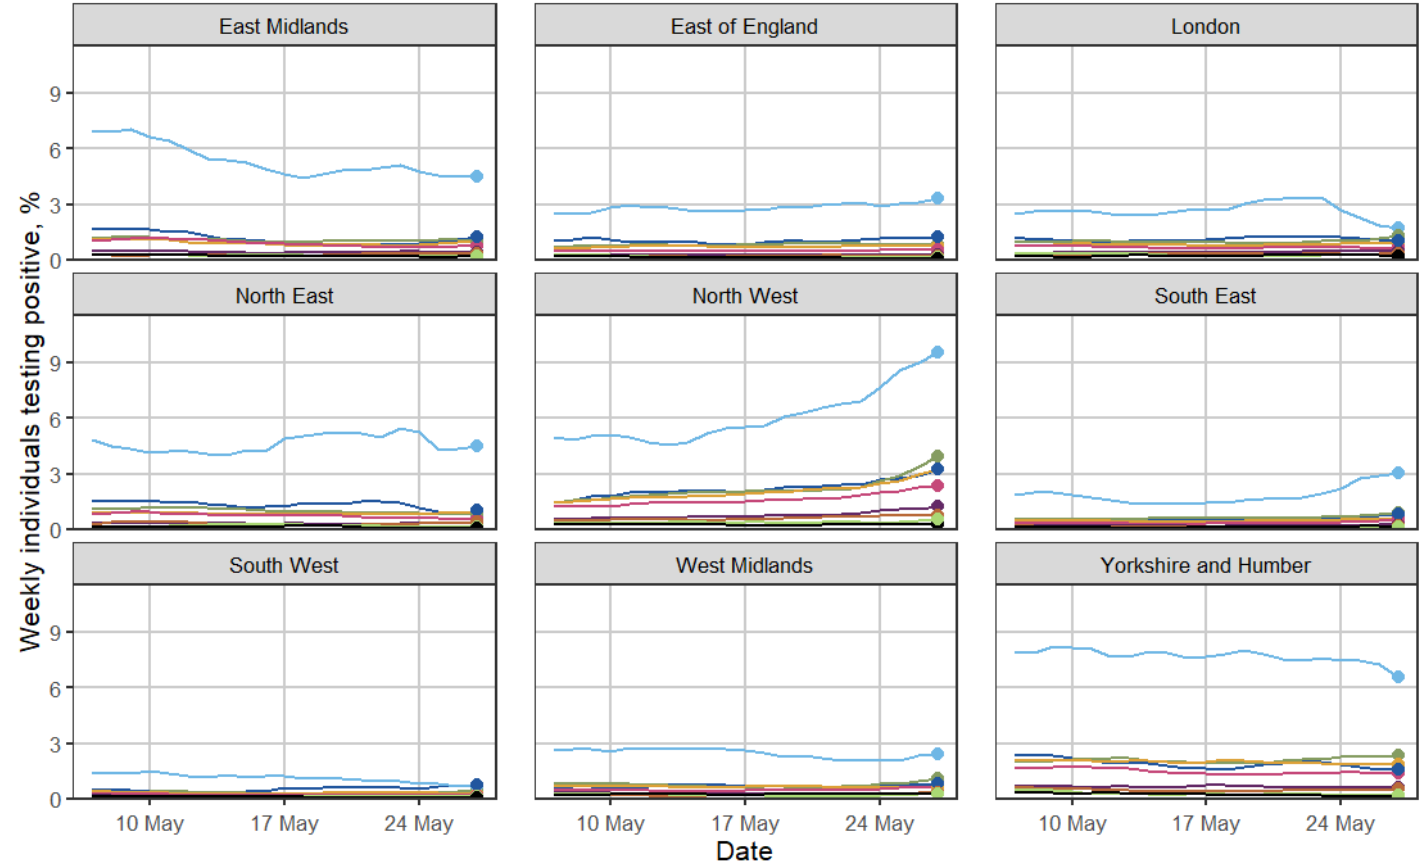 East Midlands
East of England
London
9
6
3
0
North East
North West
South East
9
6
3
0
South West
West Midlands
Yorkshire and Humber
9
6
3
0
10 May
17 May
24 May
10 May
17 May
24 May
10 May
17 May
24 May
Date
Weekly individuals testing positive, %